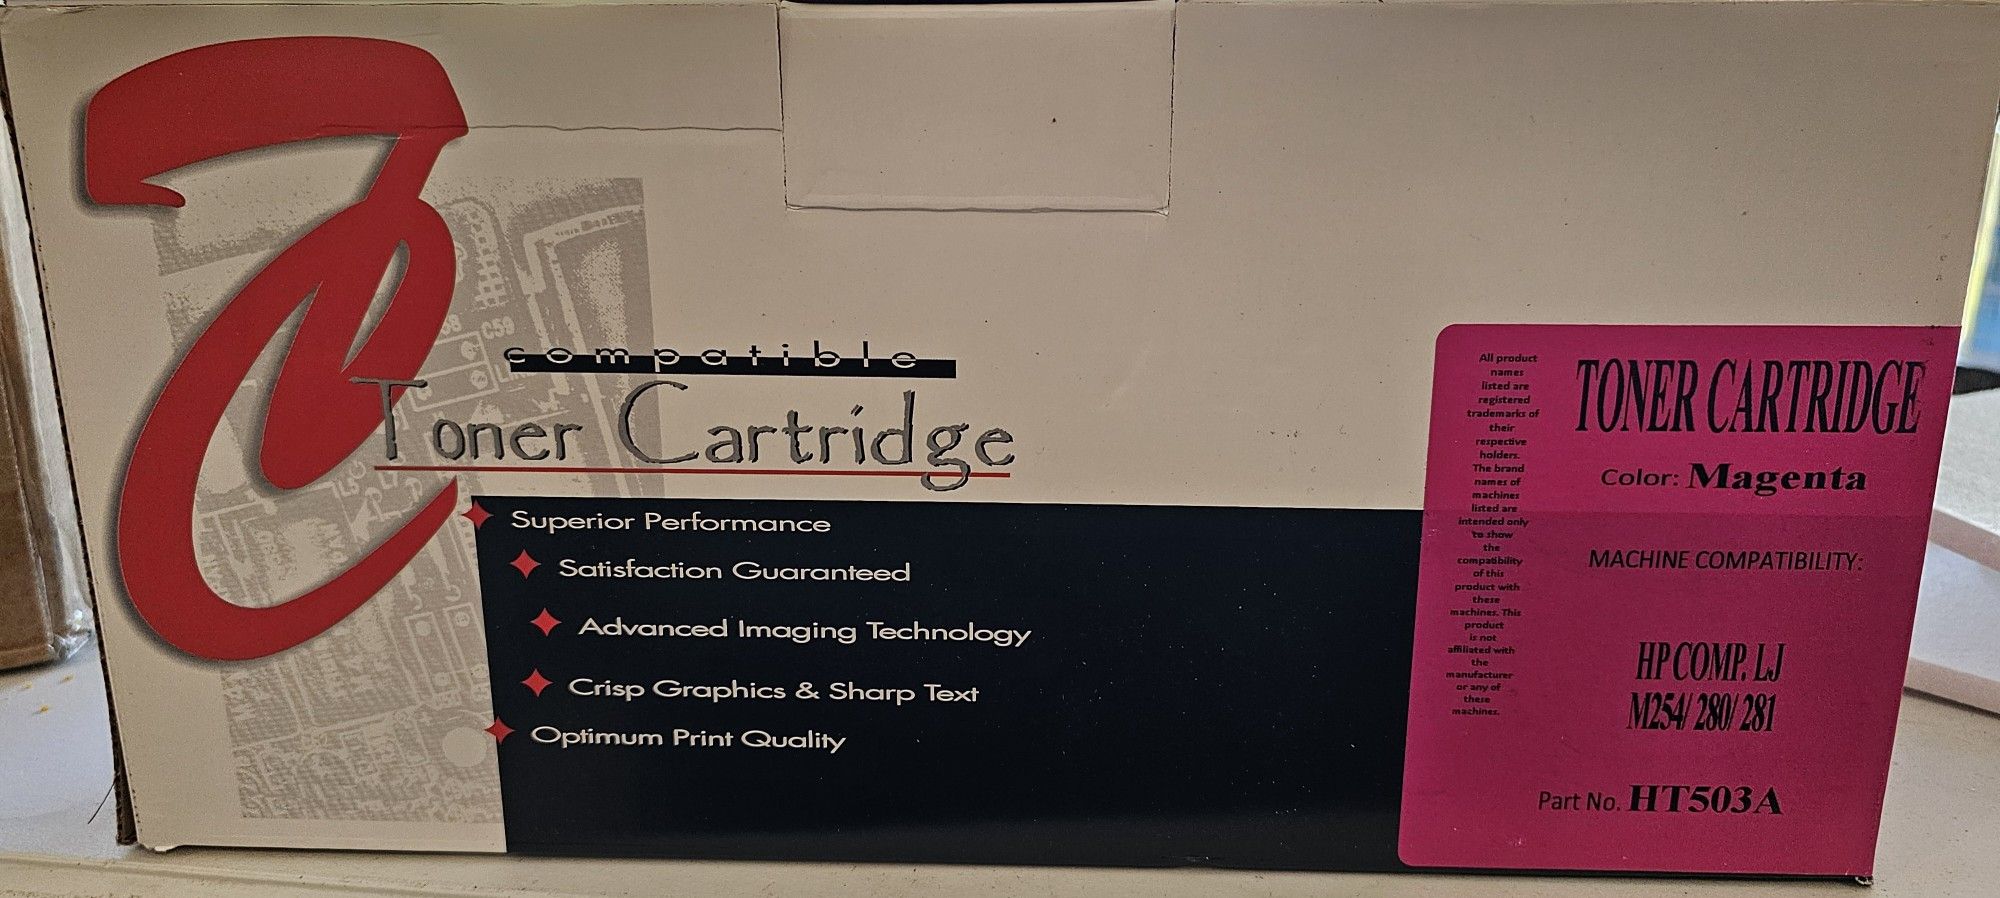 compatible
Toner Cartridge
Superior Performance
Satisfaction Guaranteed
Advanced Imaging Technology
Crisp Graphics & Sharp Text
Optimum Print Quality
All product
names
listed are
registered
trademarks of
their
respective
holders.
The brand
names of
machines
listed are
intended only
to show
the
compatibility
of this
product with
these
machines. This
product
is not
affiliated with
the
manufacturer
or any of
these
machines.
TONER CARTRIDGE
Color: Magenta
MACHINE COMPATIBILITY:
HP COMP. LJ
M254/ 280/ 281
Part No. HT503A
C59